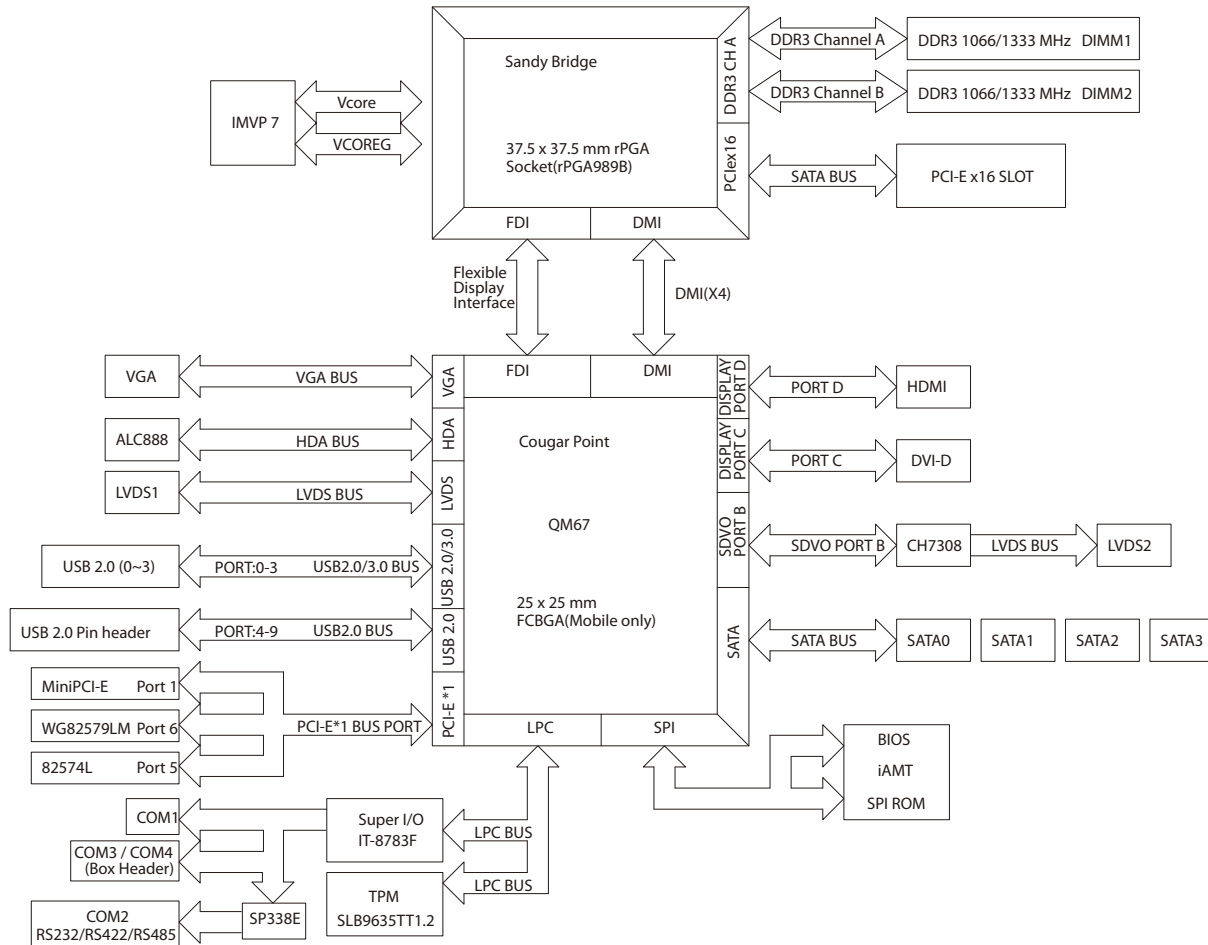 Sandy Bridge
37.5 x 37.5 mm rPGA
Socket(rPGA989B)
DDR3 CH A
PCIex16
FDI
DMI
IMVP 7
Vcore
VCOREG
DDR3 Channel A
DDR3 1066/1333 MHz DIMM1
DDR3 Channel B
DDR3 1066/1333 MHz DIMM2
SATA BUS
PCI-E x16 SLOT
Flexible
Display
Interface
DMI(X4)
FDI
DMI
Cougar Point
QM67
25 x 25 mm
FCBGA(Mobile only)
VGA
HDA
LVDS
USB 2.0/3.0
USB 2.0
PCI-E *1
LPC
SPI
DISPLAY
PORT D
DISPLAY
PORT C
SDVO
PORT B
SATA
VGA
VGA BUS
ALC888
HDA BUS
LVDS1
LVDS BUS
USB 2.0 (0~3)
PORT:0-3
USB2.0/3.0 BUS
USB 2.0 Pin header
PORT:4-9
USB2.0 BUS
MiniPCI-E Port 1
WG82579LM Port 6
82574L Port 5
PCI-E*1 BUS PORT
PORT D
HDMI
PORT C
DVI-D
SDVO PORT B
CH7308
LVDS BUS
LVDS2
SATA BUS
SATA0
SATA1
SATA2
SATA3
BIOS
iAMT
SPI ROM
COM1
COM3 / COM4
(Box Header)
COM2
RS232/RS422/RS485
SP338E
Super I/O
IT-8783F
LPC BUS
TPM
SLB9635TT1.2
LPC BUS